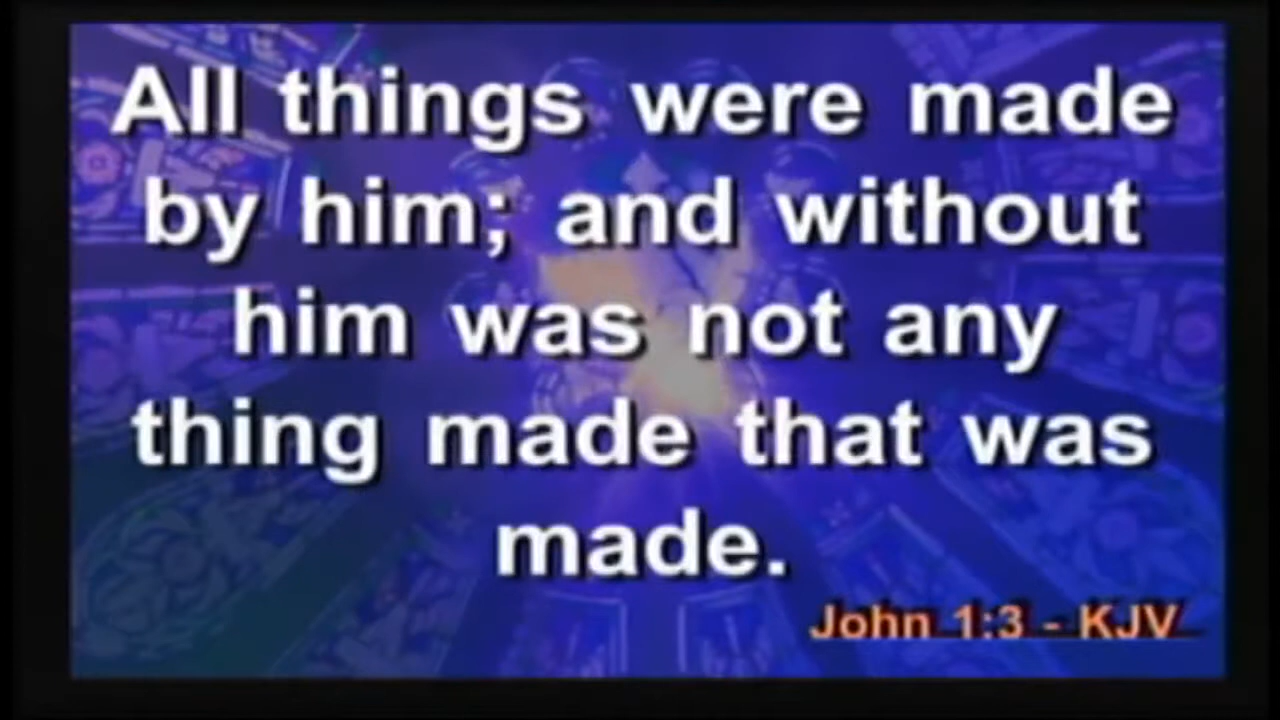 All things were made
by him; and without
him was not any
thing made that was
made.
John 1:3 - KJV